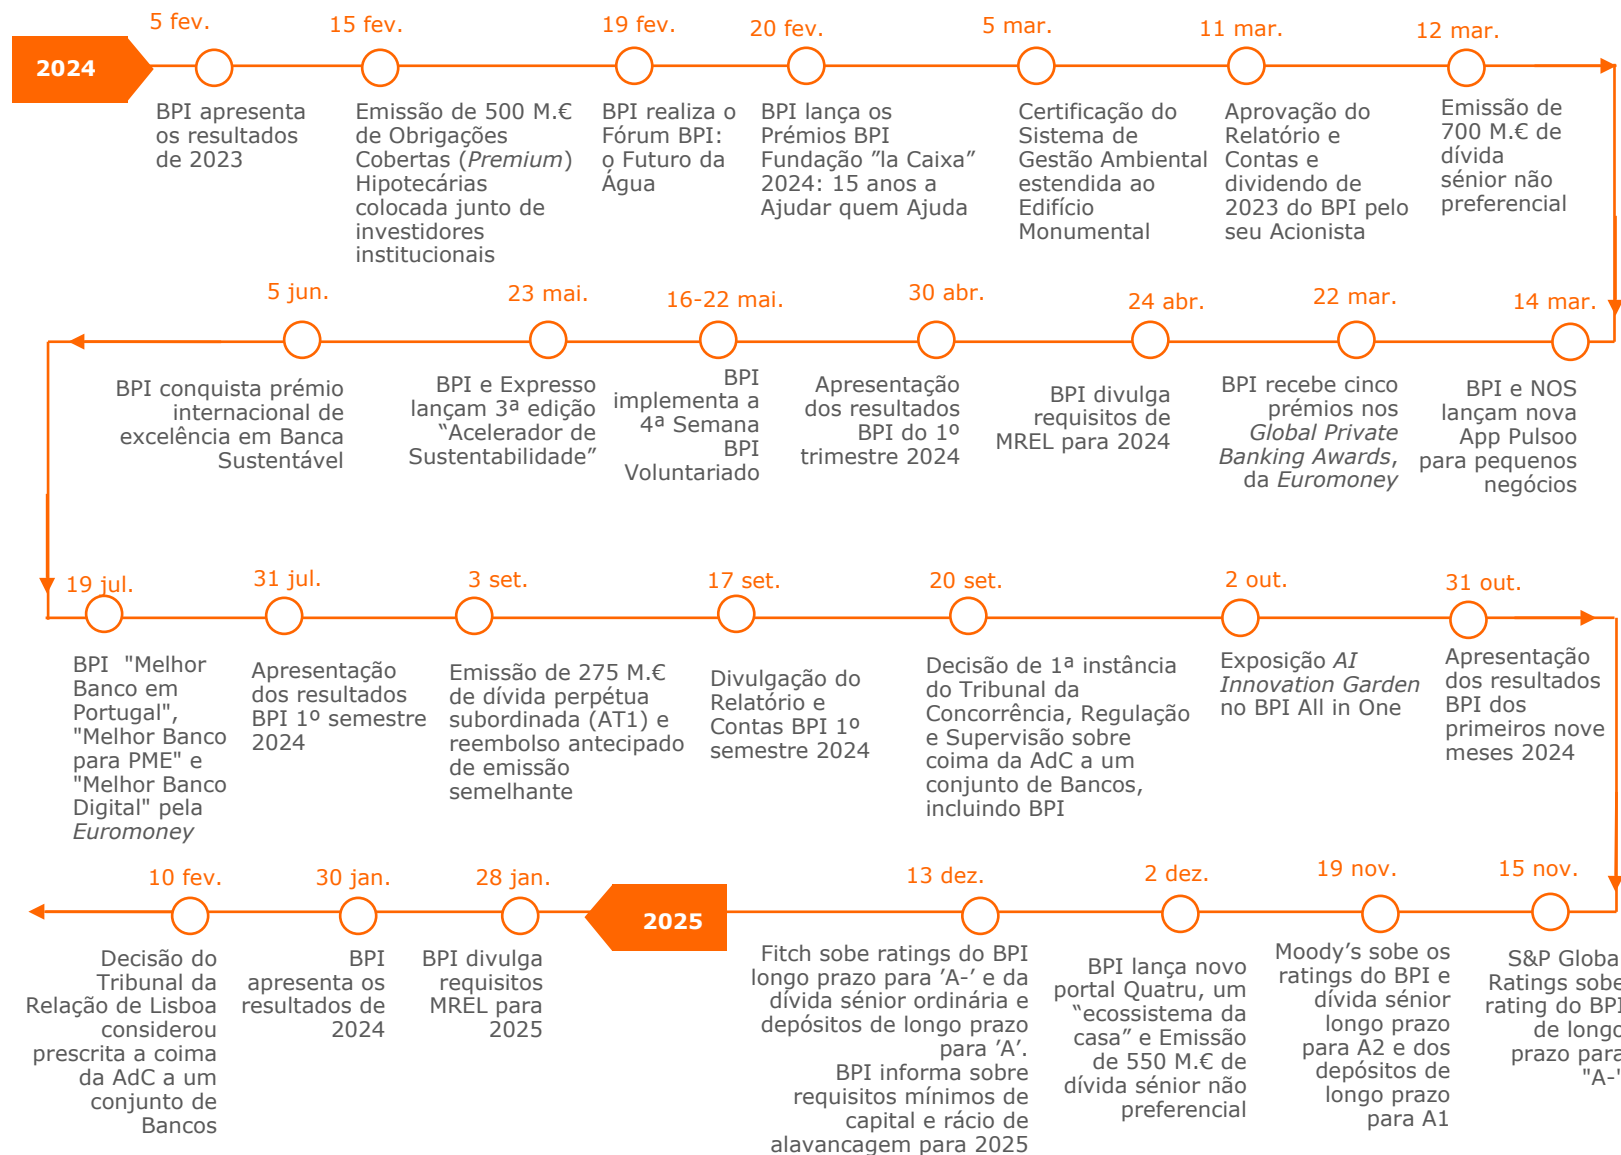 2024
5 fev.
BPI apresenta
os resultados
de 2023
15 fev.
Emissão de 500 M.€
de Obrigações
Cobertas (Premium)
Hipotecárias
colocada junto de
investidores
institucionais
19 fev.
BPI realiza o
Fórum BPI:
o Futuro da
Água
20 fev.
BPI lança os
Prémios BPI
Fundação ”la Caixa”
2024: 15 anos a
Ajudar quem Ajuda
5 mar.
Certificação do
Sistema de
Gestão Ambiental
estendida ao
Edifício
Monumental
11 mar.
Aprovação do
Relatório e
Contas e
dividendo de
2023 do BPI pelo
seu Acionista
12 mar.
Emissão de
700 M.€ de
dívida
sénior não
preferencial
14 mar.
BPI e NOS
lançam nova
App Pulsoo
para pequenos
negócios
22 mar.
BPI recebe cinco
prémios nos
Global Private
Banking Awards,
da Euromoney
24 abr.
BPI divulga
requisitos de
MREL para 2024
30 abr.
Apresentação
dos resultados
BPI do 1º
trimestre 2024
16-22 mai.
BPI
implementa a
4ª Semana
BPI
Voluntariado
23 mai.
BPI e Expresso
lançam 3ª edição
“Acelerador de
Sustentabilidade”
5 jun.
BPI conquista prémio
internacional de
excelência em Banca
Sustentável
19 jul.
BPI "Melhor
Banco em
Portugal",
"Melhor Banco
para PME" e
"Melhor Banco
Digital" pela
Euromoney
31 jul.
Apresentação
dos resultados
BPI 1º semestre
2024
3 set.
Emissão de 275 M.€
de dívida perpétua
subordinada (AT1) e
reembolso antecipado
de emissão
semelhante
17 set.
Divulgação do
Relatório e
Contas BPI 1º
semestre 2024
20 set.
Decisão de 1ª instância
do Tribunal da
Concorrência, Regulação
e Supervisão sobre
coima da AdC a um
conjunto de Bancos,
incluindo BPI
2 out.
Exposição AI
Innovation Garden
no BPI All in One
31 out.
Apresentação
dos resultados
BPI dos
primeiros nove
meses 2024
15 nov.
S&P Globa
Ratings sobe
rating do BPI
de longo
prazo para
"A-"
19 nov.
Moody’s sobe os
ratings do BPI e
dívida sénior
longo prazo
para A2 e dos
depósitos de
longo prazo
para A1
2 dez.
BPI lança novo
portal Quatru, um
“ecossistema da
casa” e Emissão
de 550 M.€ de
dívida sénior não
preferencial
13 dez.
Fitch sobe ratings do BPI
longo prazo para ’A-’ e da
dívida sénior ordinária e
depósitos de longo prazo
para ’A’.
BPI informa sobre
requisitos mínimos de
capital e rácio de
alavancagem para 2025
2025
28 jan.
BPI divulga
requisitos
MREL para
2025
30 jan.
BPI
apresenta os
resultados de
2024
10 fev.
Decisão do
Tribunal da
Relação de Lisboa
considerou
prescrita a coima
da AdC a um
conjunto de
Bancos